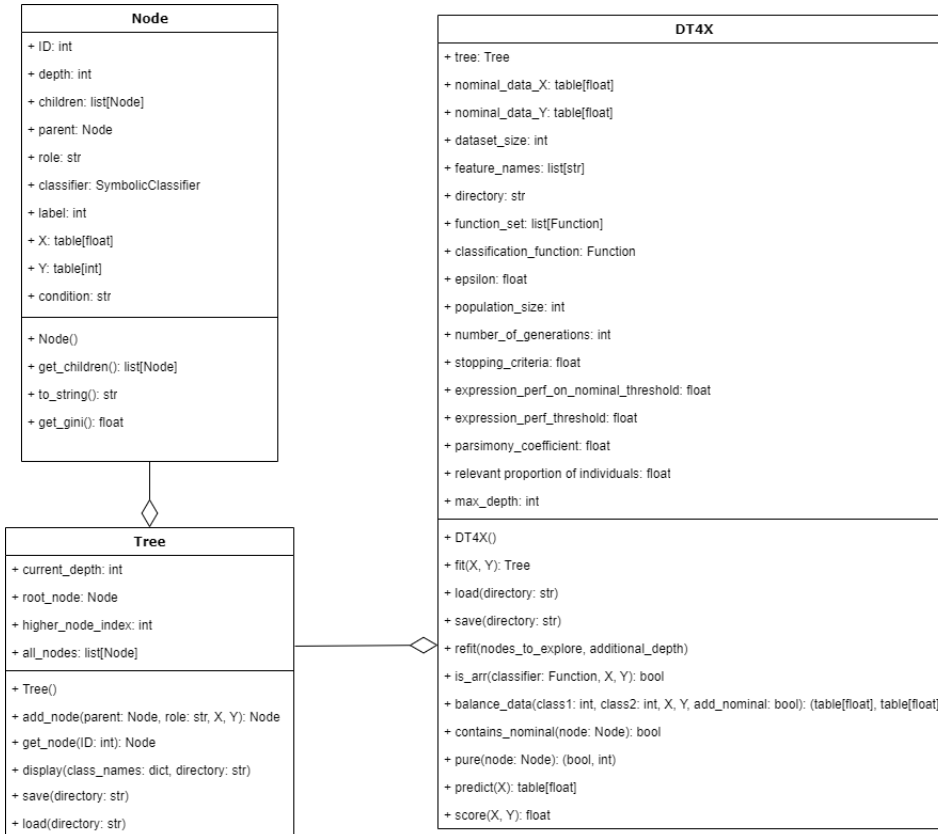 Node
+ ID: int
+ depth: int
+ children: list[Node]
+ parent: Node
+ role: str
+ classifier: SymbolicClassifier
+ label: int
+ X: table[float]
+ Y: table[int]
+ condition: str
+ Node()
+ get_children(): list[Node]
+ to_string(): str
+ get_gini(): float
Tree
+ current_depth: int
+ root_node: Node
+ higher_node_index: int
+ all_nodes: list[Node]
+ Tree()
+ add_node(parent: Node, role: str, X, Y): Node
+ get_node(ID: int): Node
+ display(class_names: dict, directory: str)
+ save(directory: str)
+ load(directory: str)
DT4X
+ tree: Tree
+ nominal_data_X: table[float]
+ nominal_data_Y: table[float]
+ dataset_size: int
+ feature_names: list[str]
+ directory: str
+ function_set: list[Function]
+ classification_function: Function
+ epsilon: float
+ population_size: int
+ number_of_generations: int
+ stopping_criteria: float
+ expression_perf_on_nominal_threshold: float
+ expression_perf_threshold: float
+ parsimony_coefficient: float
+ relevant proportion of individuals: float
+ max_depth: int
+ DT4X()
+ fit(X, Y): Tree
+ load(directory: str)
+ save(directory: str)
+ refit(nodes_to_explore, additional_depth)
+ is_arr(classifier: Function, X, Y): bool
+ balance_data(class1: int, class2: int, X, Y, add_nominal: bool): (table[float], table[float]
+ contains_nominal(node: Node): bool
+ pure(node: Node): (bool, int)
+ predict(X): table[float]
+ score(X, Y): float